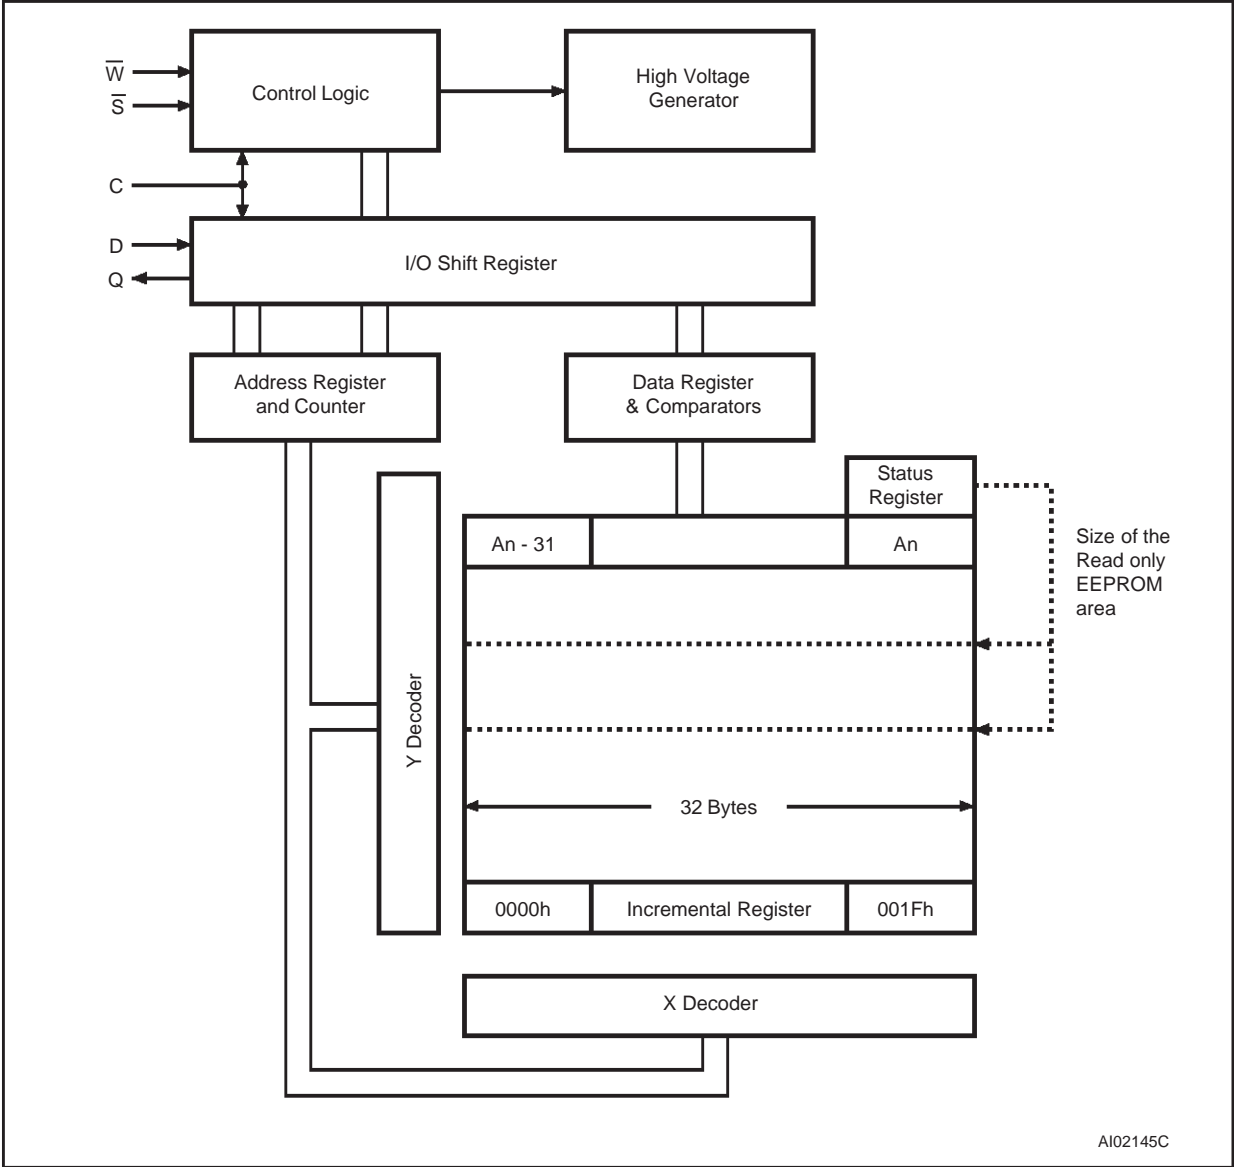 W̅
S̅
Control Logic
High Voltage
Generator
C
D
Q
I/O Shift Register
Address Register
and Counter
Data Register
& Comparators
Status
Register
An - 31
An
Size of the
Read only
EEPROM
area
Y Decoder
32 Bytes
0000h
Incremental Register
001Fh
X Decoder
AI02145C